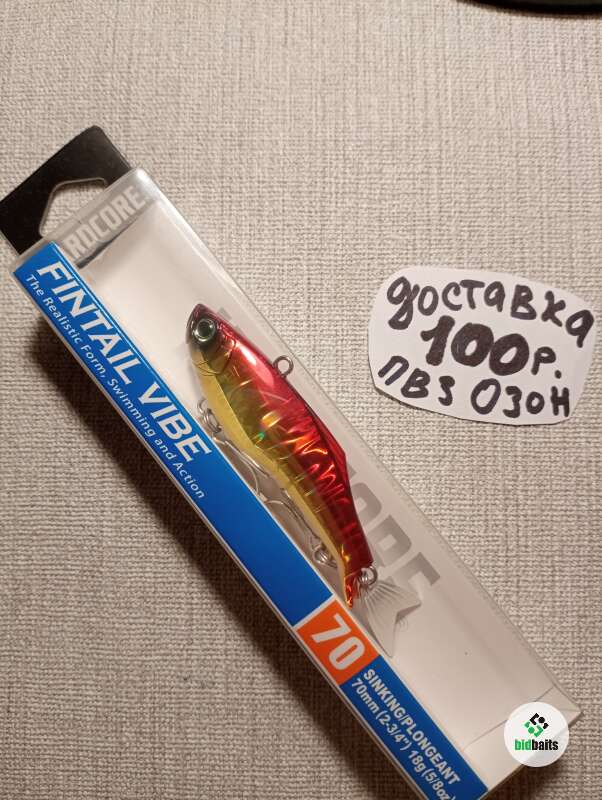 RDCORE
FINTAIL VIBE
The Realistic Form, Swimming and Action
70
SINKING/PLONGEANT
70mm (2-3/4") 18g (5/8oz)
доставка
100р.
ПВЗ ОЗОН
bidbaits